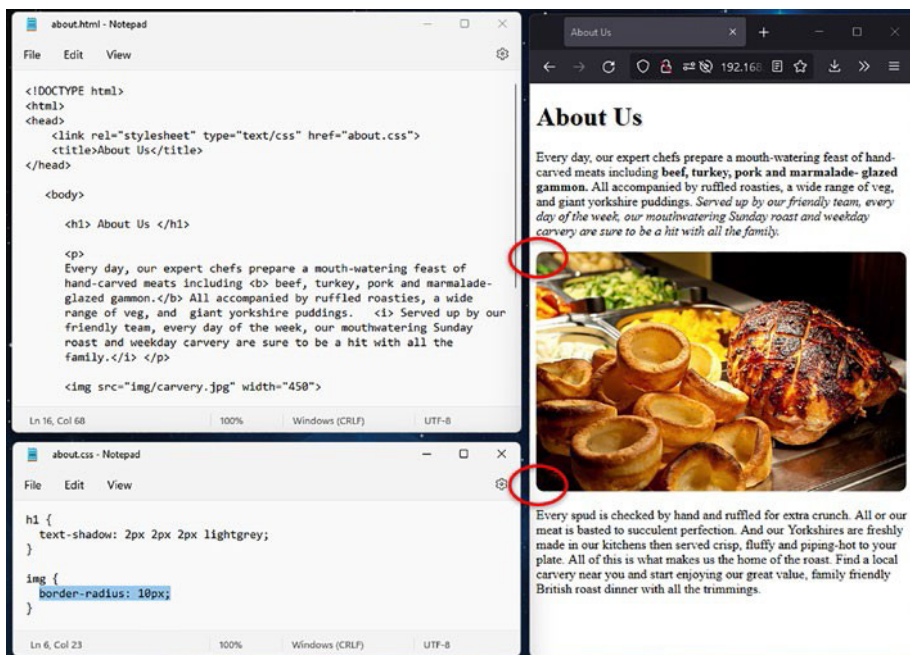 about.html - Notepad
File Edit View
<!DOCTYPE html>
<html>
<head>
<link rel="stylesheet" type="text/css" href="about.css">
<title>About Us</title>
</head>
<body>
<h1> About Us </h1>
<p>
Every day, our expert chefs prepare a mouth-watering feast of
hand-carved meats including <b> beef, turkey, pork and marmalade-
glazed gammon.</b> All accompanied by ruffled roasties, a wide
range of veg, and giant yorkshire puddings. <i> Served up by our
friendly team, every day of the week, our mouthwatering Sunday
roast and weekday carvery are sure to be a hit with all the
family.</i> </p>
<img src="img/carvery.jpg" width="450">
Ln 16, Col 68 100% Windows (CRLF) UTF-8
about.css - Notepad
File Edit View
h1 {
text-shadow: 2px 2px 2px lightgrey;
}
img {
border-radius: 10px;
}
Ln 6, Col 23 100% Windows (CRLF) UTF-8
About Us
192.168
About Us
Every day, our expert chefs prepare a mouth-watering feast of hand-
carved meats including beef, turkey, pork and marmalade- glazed
gammon. All accompanied by ruffled roasties, a wide range of veg,
and giant yorkshire puddings. Served up by our friendly team, every
day of the week, our mouthwatering Sunday roast and weekday
carvery are sure to be a hit with all the family.
Every spud is checked by hand and ruffled for extra crunch. All or our
meat is basted to succulent perfection. And our Yorkshires are freshly
made in our kitchens then served crisp, fluffy and piping-hot to your
plate. All of this is what makes us the home of the roast. Find a local
carvery near you and start enjoying our great value, family friendly
British roast dinner with all the trimmings.